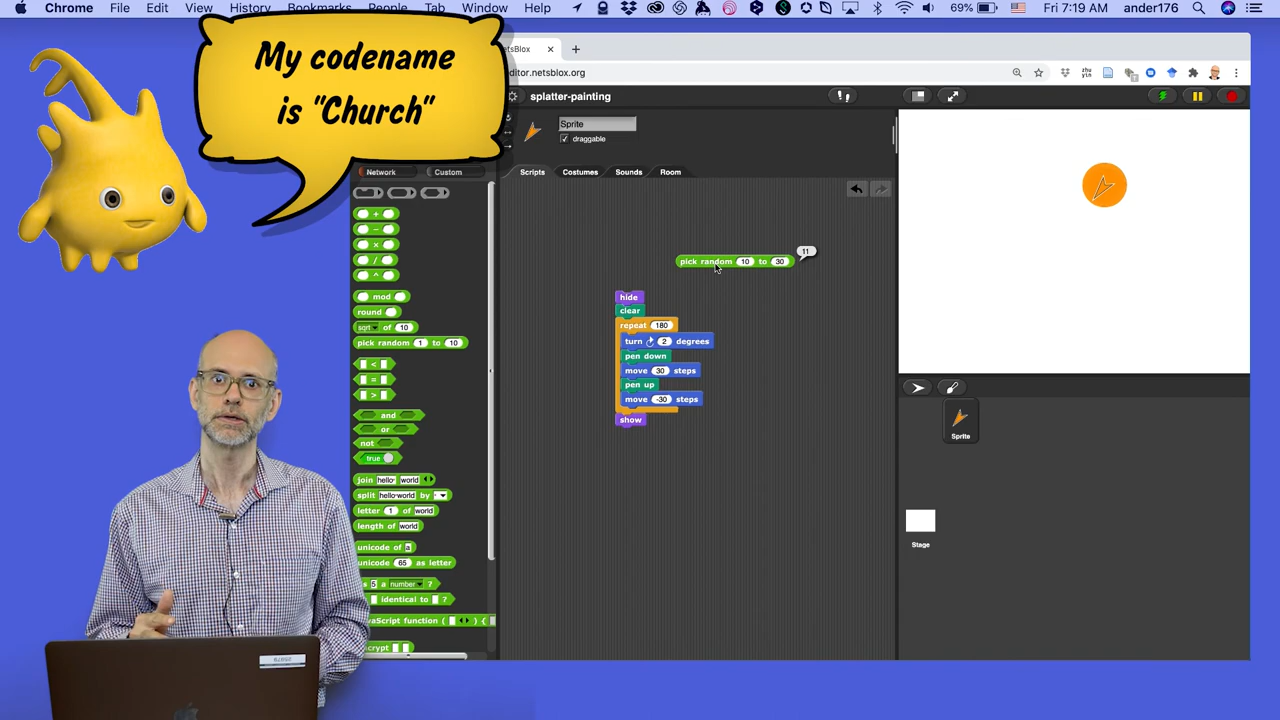 Chrome File Edit View History Bookmarks People Tab Window Help 69% Fri 7:19 AM ander176
My codename
is "Church"
etsBlox
ditor.netsblox.org
splatter-painting
Sprite
draggable
Network Custom
Scripts Costumes Sounds Room
+
−
×
/
^
mod
round
sqrt of 10
pick random 1 to 10
<
=
>
and
or
not
true
join hello world
split hello world by
letter 1 of world
length of world
unicode of a
unicode 65 as letter
s 5 a number ?
identical to ?
JavaScript function ( ) {
crypt
pick random 10 to 30
11
hide
clear
repeat 180
turn 2 degrees
pen down
move 30 steps
pen up
move -30 steps
show
Sprite
Stage